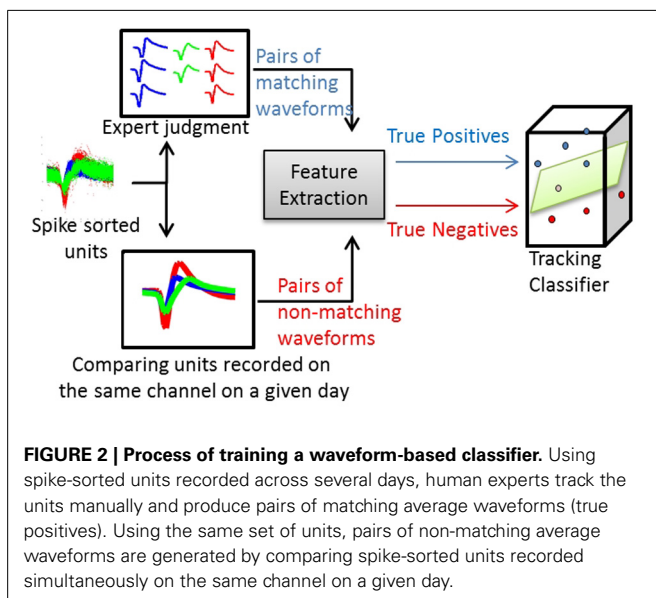 Pairs of
matching
waveforms
Expert judgment
Spike sorted
units
Feature
Extraction
True Positives
True Negatives
Tracking
Classifier
Pairs of
non-matching
waveforms
Comparing units recorded on
the same channel on a given day
FIGURE 2 | Process of training a waveform-based classifier. Using
spike-sorted units recorded across several days, human experts track the
units manually and produce pairs of matching average waveforms (true
positives). Using the same set of units, pairs of non-matching average
waveforms are generated by comparing spike-sorted units recorded
simultaneously on the same channel on a given day.